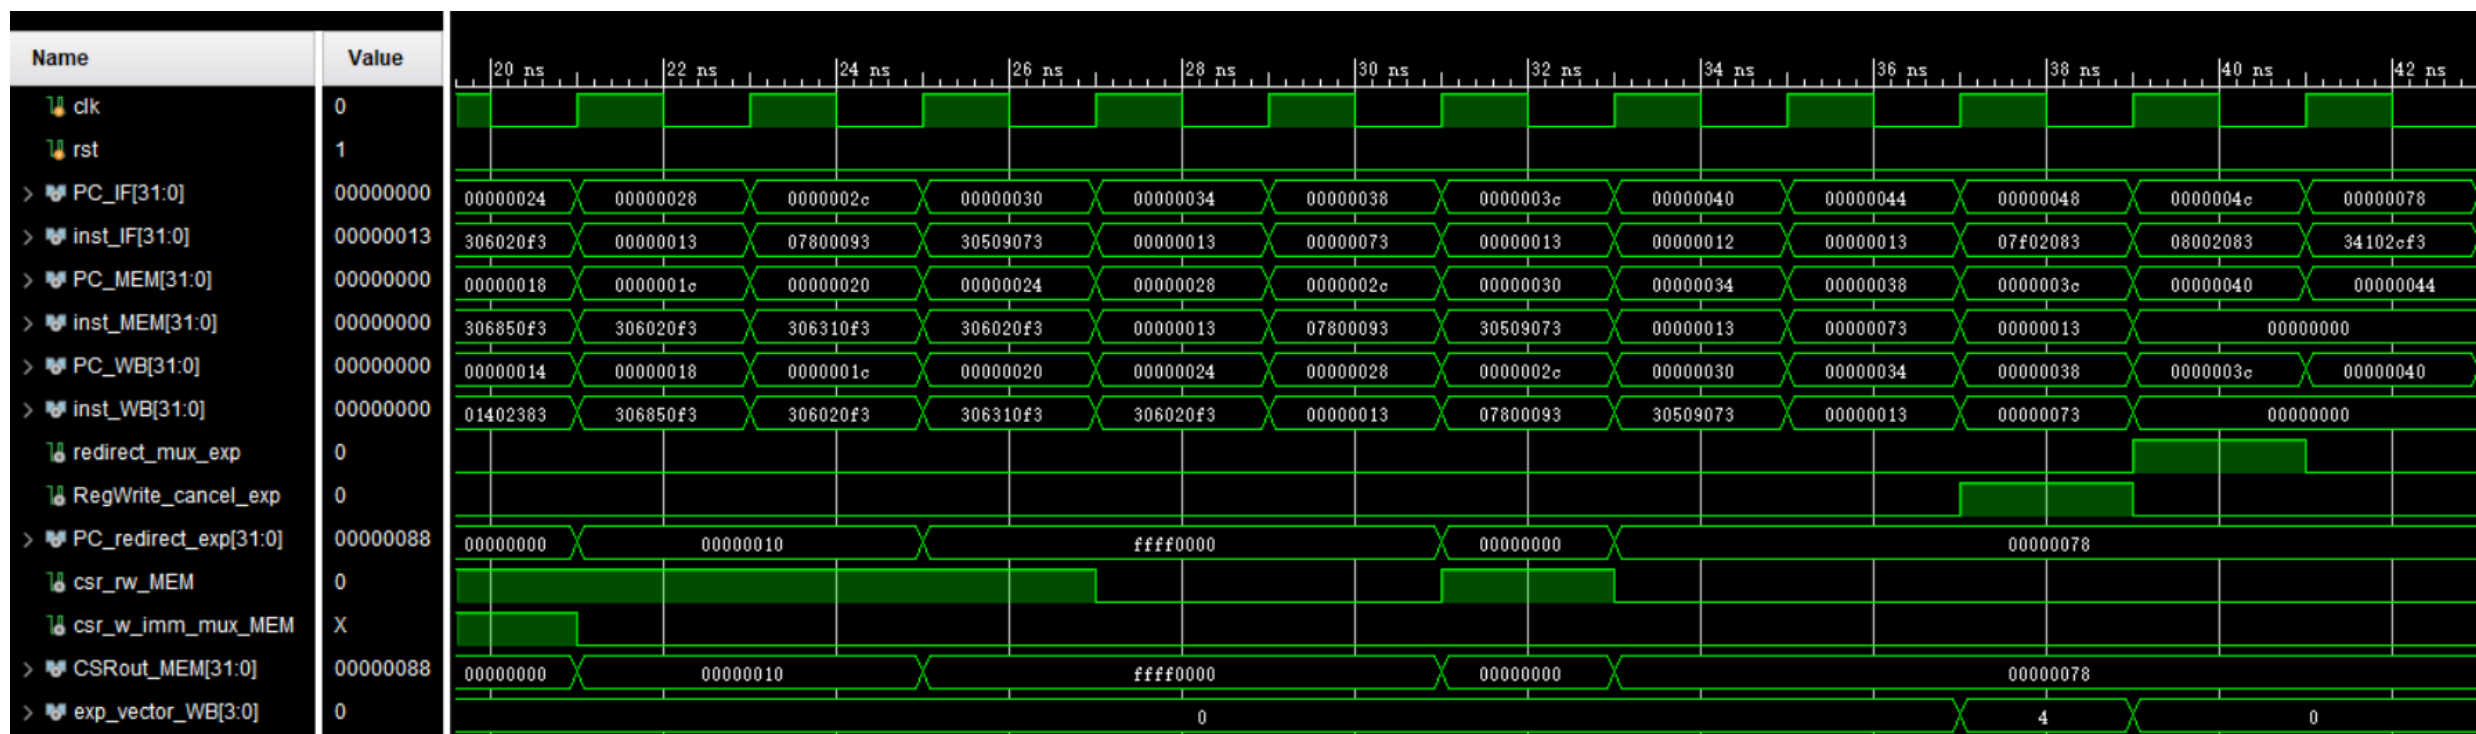 Name Value 20 ns 22 ns 24 ns 26 ns 28 ns 30 ns 32 ns 34 ns 36 ns 38 ns 40 ns 42 ns
clk 0
rst 1
PC_IF[31:0] 00000000 00000024 00000028 0000002c 00000030 00000034 00000038 0000003c 00000040 00000044 00000048 0000004c 00000078
inst_IF[31:0] 00000013 306020f3 00000013 07800093 30509073 00000013 00000073 00000013 00000012 00000013 07f02083 08002083 34102cf3
PC_MEM[31:0] 00000000 00000018 0000001c 00000020 00000024 00000028 0000002c 00000030 00000034 00000038 0000003c 00000040 00000044
inst_MEM[31:0] 00000000 306850f3 306020f3 306310f3 306020f3 00000013 07800093 30509073 00000013 00000073 00000013 00000000
PC_WB[31:0] 00000000 00000014 00000018 0000001c 00000020 00000024 00000028 0000002c 00000030 00000034 00000038 0000003c 00000040
inst_WB[31:0] 00000000 01402383 306850f3 306020f3 306310f3 306020f3 00000013 07800093 30509073 00000013 00000073 00000000
redirect_mux_exp 0
RegWrite_cancel_exp 0
PC_redirect_exp[31:0] 00000088 00000000 00000010 ffff0000 00000000 00000078
csr_rw_MEM 0
csr_w_imm_mux_MEM X
CSRout_MEM[31:0] 00000088 00000000 00000010 ffff0000 00000000 00000078
exp_vector_WB[3:0] 0 0 4 0